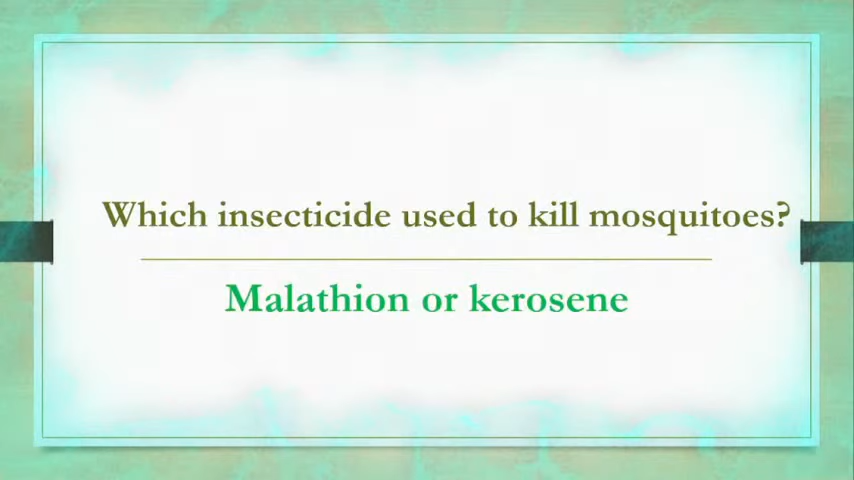 Which insecticide used to kill mosquitoes?
Malathion or kerosene